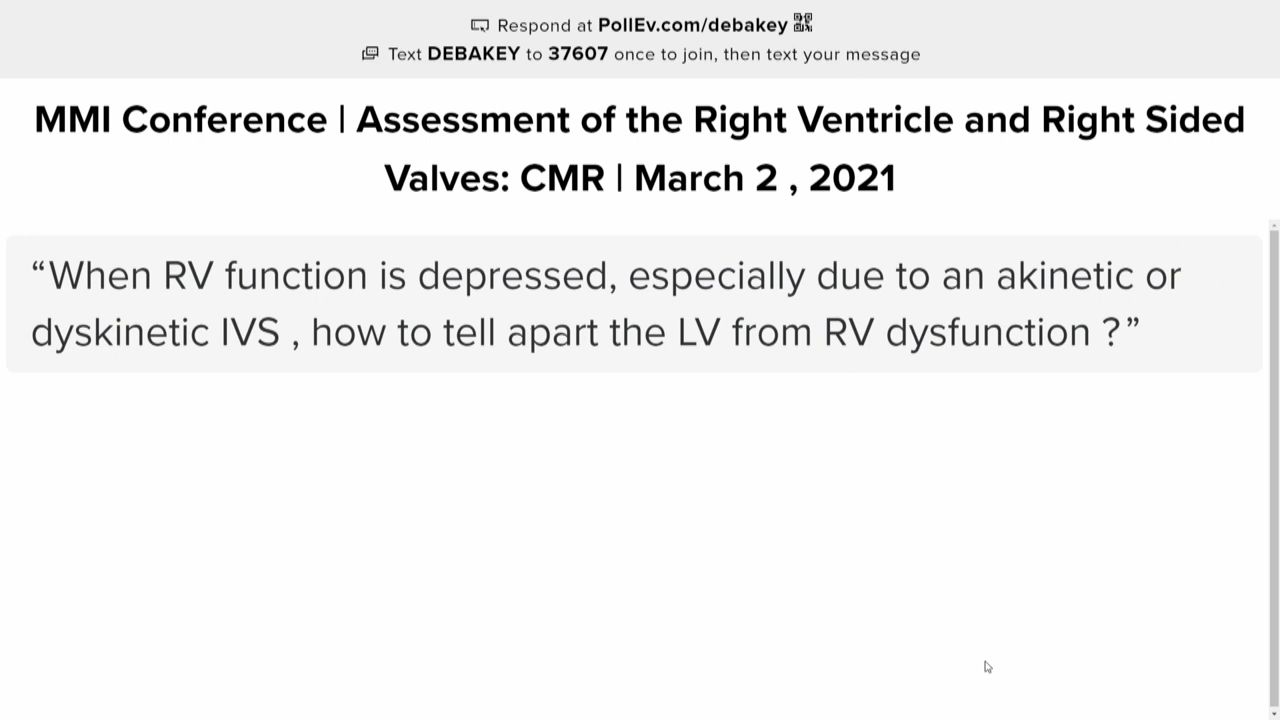 Respond at PollEv.com/debakey
Text DEBAKEY to 37607 once to join, then text your message
MMI Conference | Assessment of the Right Ventricle and Right Sided
Valves: CMR | March 2 , 2021
“When RV function is depressed, especially due to an akinetic or
dyskinetic IVS , how to tell apart the LV from RV dysfunction ?”